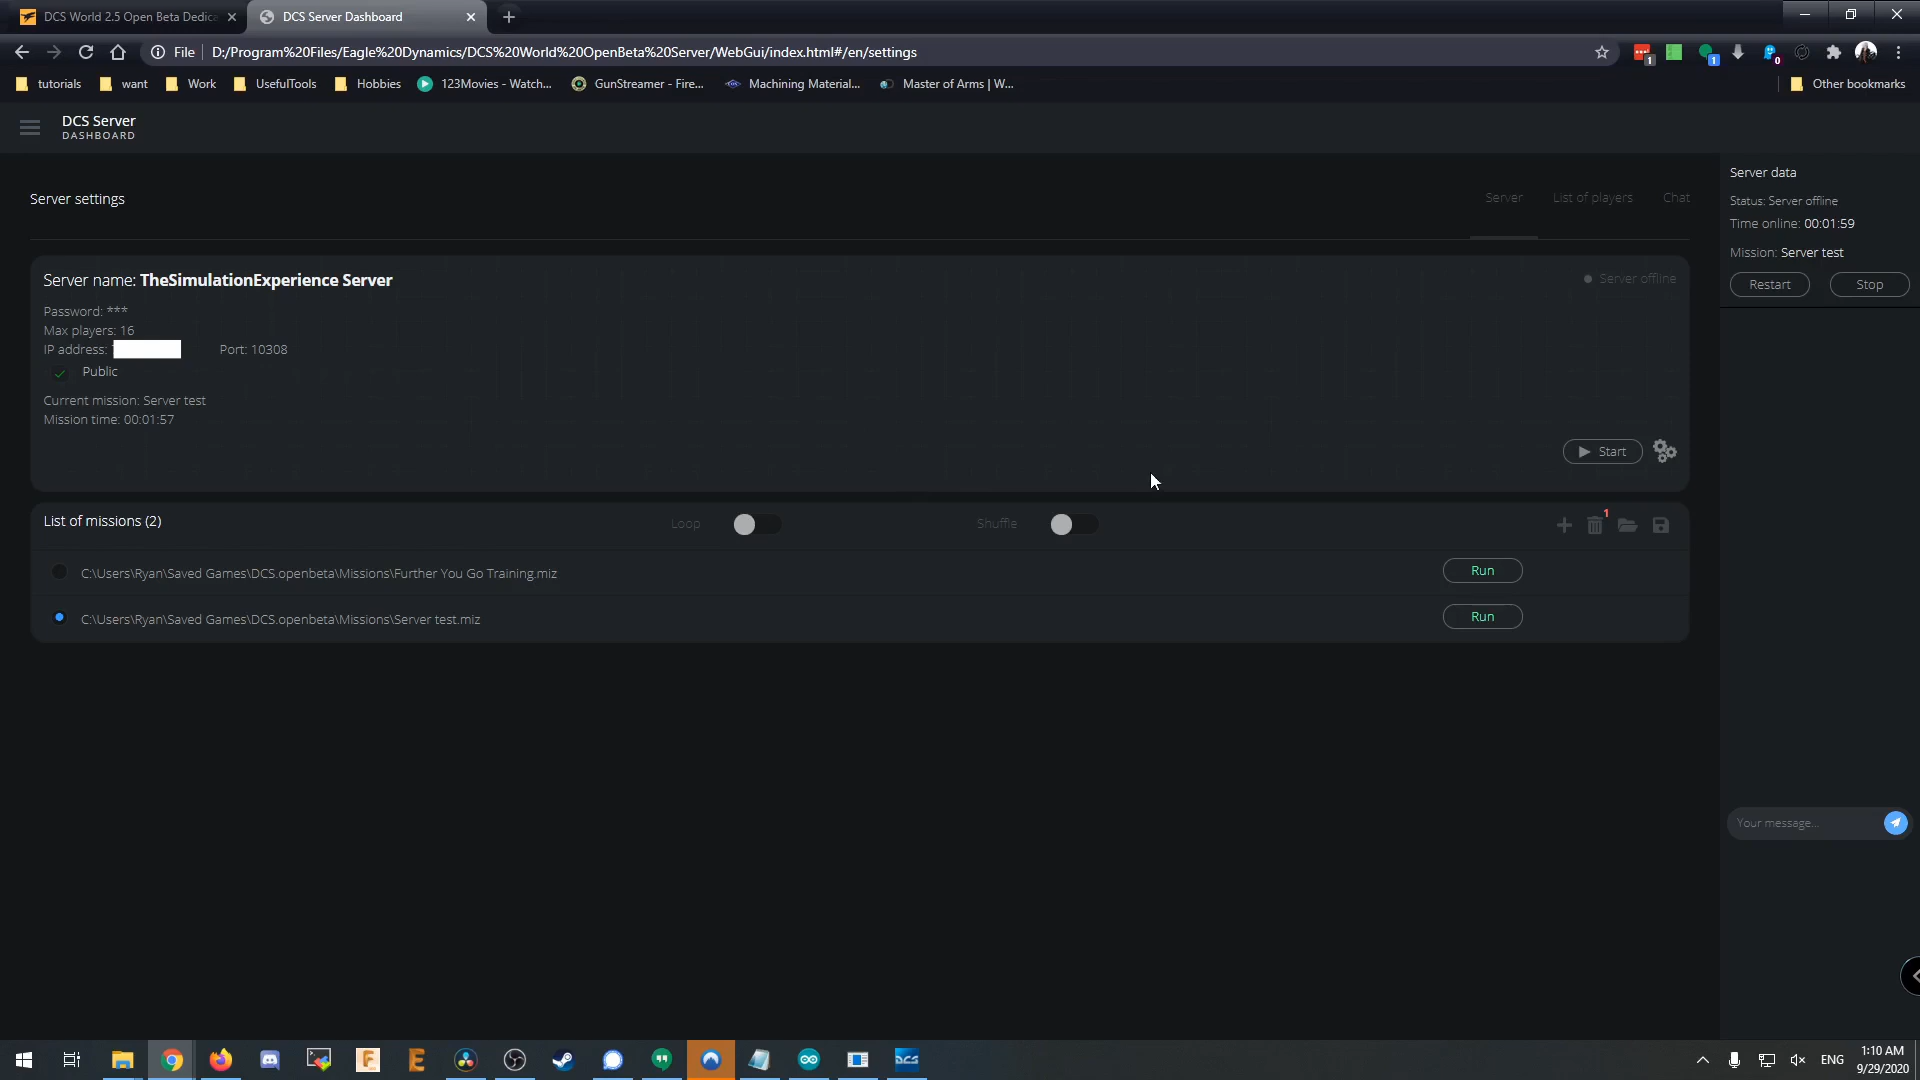 DCS World 2.5 Open Beta Dedic
DCS Server Dashboard
File
D:/Program%20Files/Eagle%20Dynamics/DCS%20World%20OpenBeta%20Server/WebGui/index.html#/en/settings
1
1
0
tutorials
want
Work
UsefulTools
Hobbies
123Movies - Watch...
GunStreamer - Fire...
Machining Material...
Master of Arms | W...
Other bookmarks
DCS Server
DASHBOARD
Server settings
Server
List of players
Chat
Server name: TheSimulationExperience Server
Server offline
Password: ***
Max players: 16
IP address:
Port: 10308
Public
Current mission: Server test
Mission time: 00:01:57
Start
List of missions (2)
Loop
Shuffle
1
C:\Users\Ryan\Saved Games\DCS.openbeta\Missions\Further You Go Training.miz
Run
C:\Users\Ryan\Saved Games\DCS.openbeta\Missions\Server test.miz
Run
Server data
Status: Server offline
Time online: 00:01:59
Mission: Server test
Restart
Stop
Your message...
F
E
DCS
ENG
1:10 AM
9/29/2020